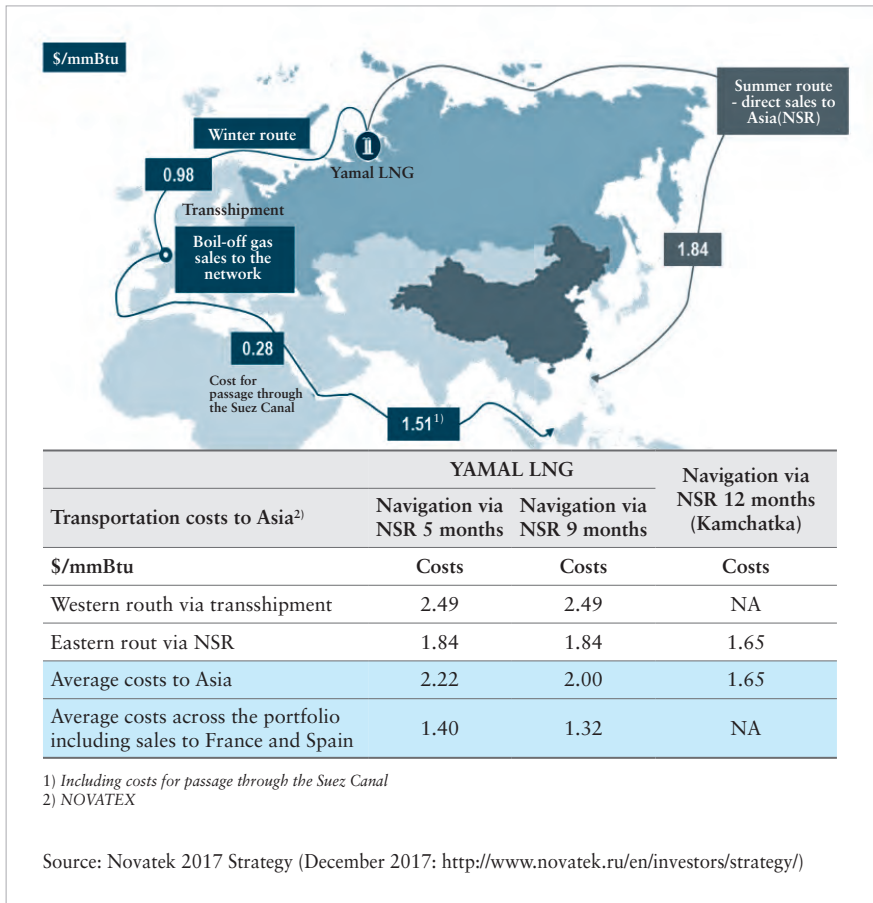 $/mmBtu
Summer route
- direct sales to
Asia(NSR)
Winter route
Yamal LNG
0.98
Transshipment
Boil-off gas
sales to the
network
1.84
0.28
Cost for
passage through
the Suez Canal
1.51 1)
YAMAL LNG
Navigation via
NSR 12 months
(Kamchatka)
Transportation costs to Asia2)
Navigation via
NSR 5 months
Navigation via
NSR 9 months
$/mmBtu Costs Costs Costs
Western routh via transshipment 2.49 2.49 NA
Eastern rout via NSR 1.84 1.84 1.65
Average costs to Asia 2.22 2.00 1.65
Average costs across the portfolio
including sales to France and Spain 1.40 1.32 NA
1) Including costs for passage through the Suez Canal
2) NOVATEX
Source: Novatek 2017 Strategy (December 2017: http://www.novatek.ru/en/investors/strategy/)